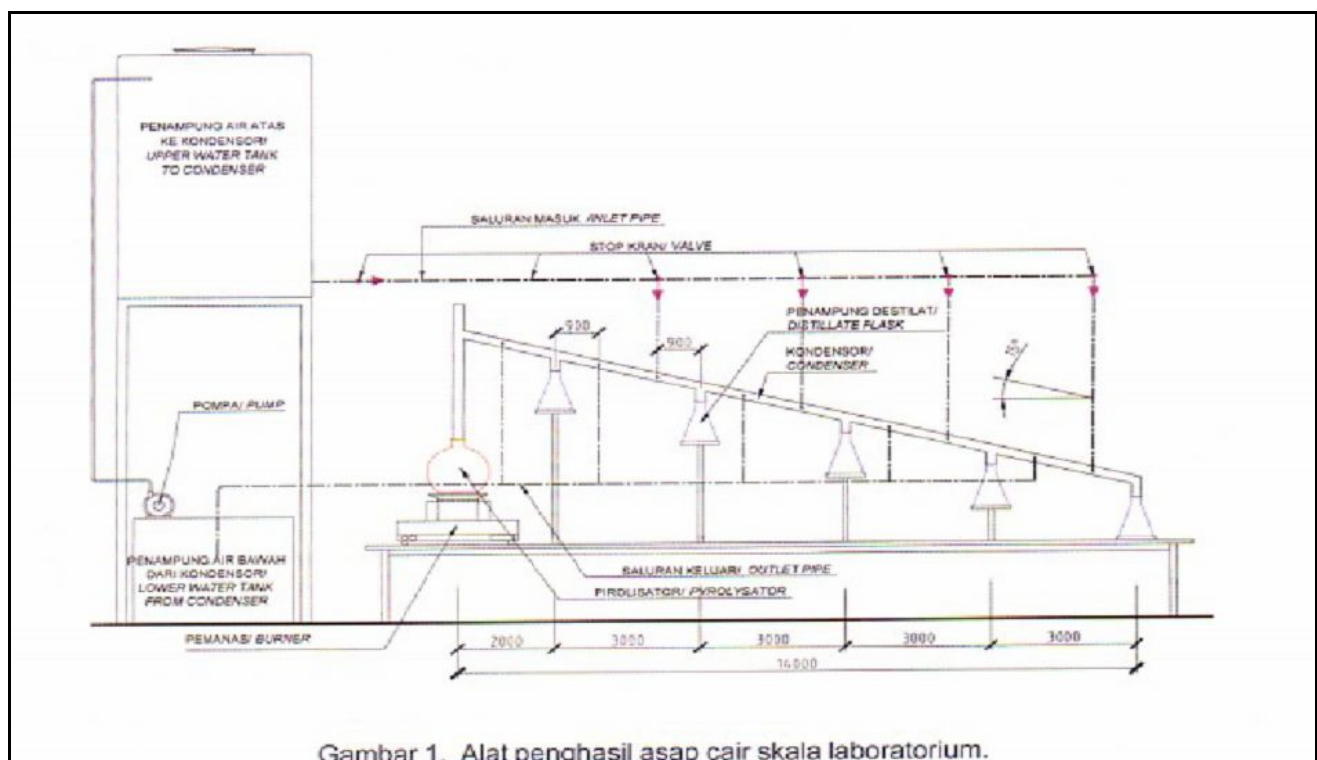 PENAMPUNG AIR ATAS
KE KONDENSOR/
UPPER WATER TANK
TO CONDENSER
SALURAN MASUK /INLET PIPE
STOP KRAN/ VALVE
PENAMPUNG DESTILAT/
DISTILLATE FLASK
900
900
KONDENSOR/
CONDENSER
POMPA/ PUMP
PENAMPUNG AIR BAWAH
DARI KONDENSOR/
LOWER WATER TANK
FROM CONDENSER
SALURAN KELUAR/ OUTLET PIPE
PIROLISATOR/ PYROLYSATOR
PEMANAS/ BURNER
2000
3000
3000
3000
3000
14000
Gambar 1. Alat penghasil asap cair skala laboratorium.